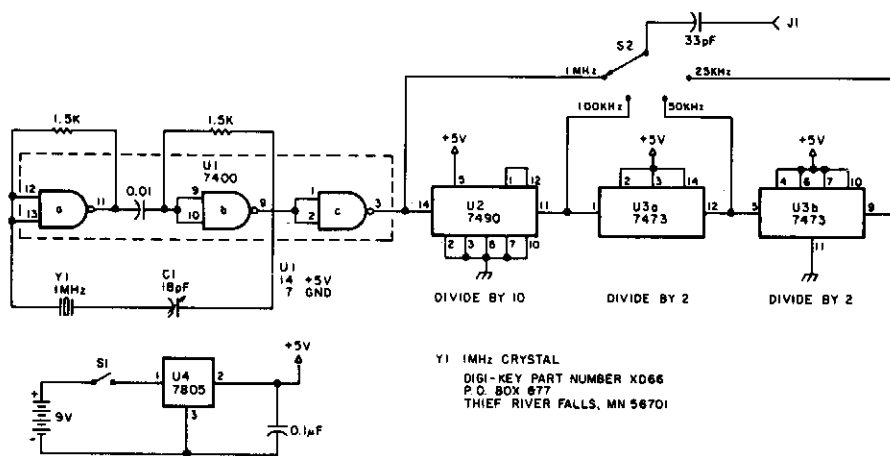 J1
33pF
S2
1MHz
25KHz
100KHz
50KHz
1.5K
1.5K
+5V
+5V
+5V
U1
7400
0.01
12
13
a
11
9
10
b
8
1
2
c
3
14
5
1
12
U2
7490
11
2
3
6
7
10
1
2
3
14
U3a
7473
12
5
4
6
7
10
U3b
7473
9
11
Y1
1MHz
C1
18pF
U1
14 +5V
7 GND
DIVIDE BY 10
DIVIDE BY 2
DIVIDE BY 2
S1
1
U4
7805
2
3
+5V
+
9V
-
0.1µF
Y1 1MHz CRYSTAL
DIGI-KEY PART NUMBER XO66
P.O. BOX 677
THIEF RIVER FALLS, MN 56701